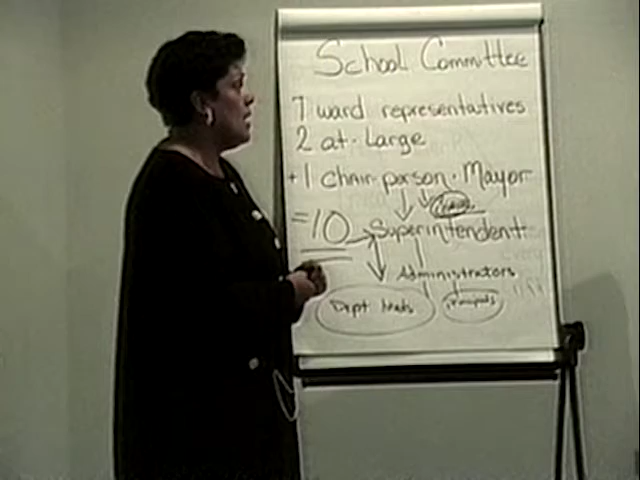 School Committee
7 ward representatives
2 at-Large
+1 chair-person - Mayor
=10
Superintendent
Administrators
Dept heads
Principals